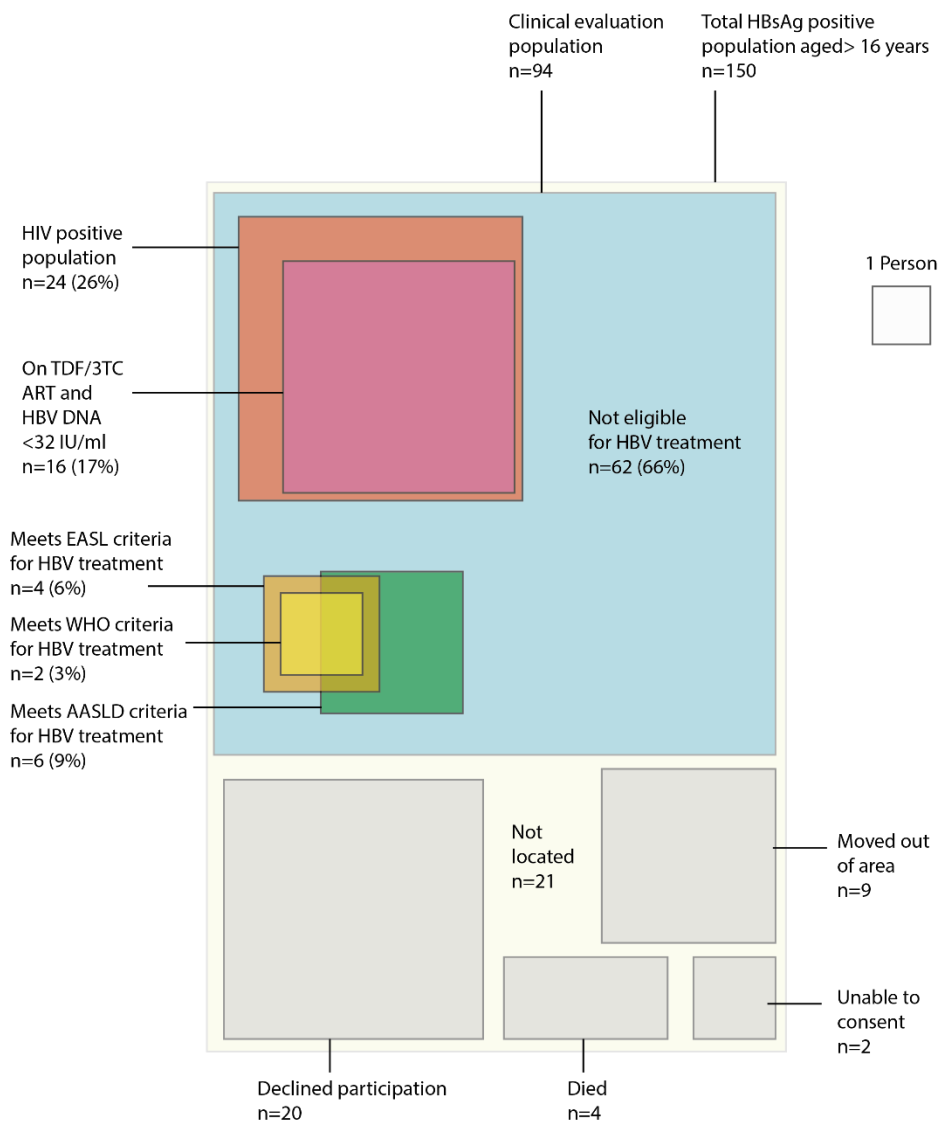 Clinical evaluation
population
n=94
Total HBsAg positive
population aged> 16 years
n=150
HIV positive
population
n=24 (26%)
1 Person
On TDF/3TC
ART and
HBV DNA
<32 IU/ml
n=16 (17%)
Not eligible
for HBV treatment
n=62 (66%)
Meets EASL criteria
for HBV treatment
n=4 (6%)
Meets WHO criteria
for HBV treatment
n=2 (3%)
Meets AASLD criteria
for HBV treatment
n=6 (9%)
Not
located
n=21
Moved out
of area
n=9
Unable to
consent
n=2
Declined participation
n=20
Died
n=4